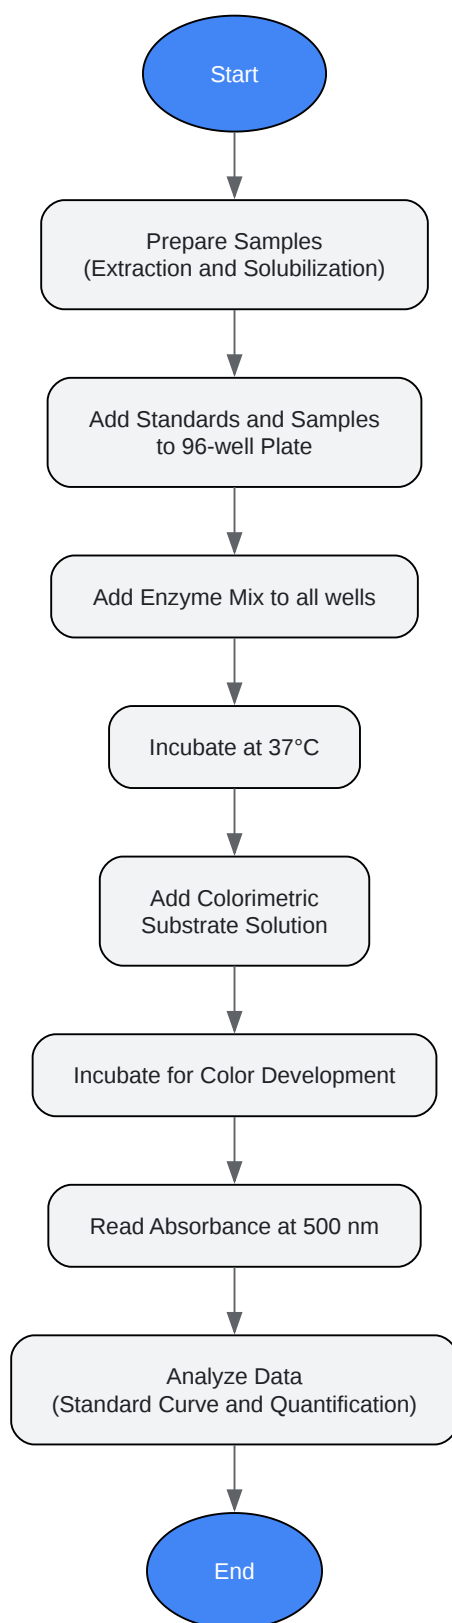 Start
Prepare Samples
(Extraction and Solubilization)
Add Standards and Samples
to 96-well Plate
Add Enzyme Mix to all wells
Incubate at 37°C
Add Colorimetric
Substrate Solution
Incubate for Color Development
Read Absorbance at 500 nm
Analyze Data
(Standard Curve and Quantification)
End